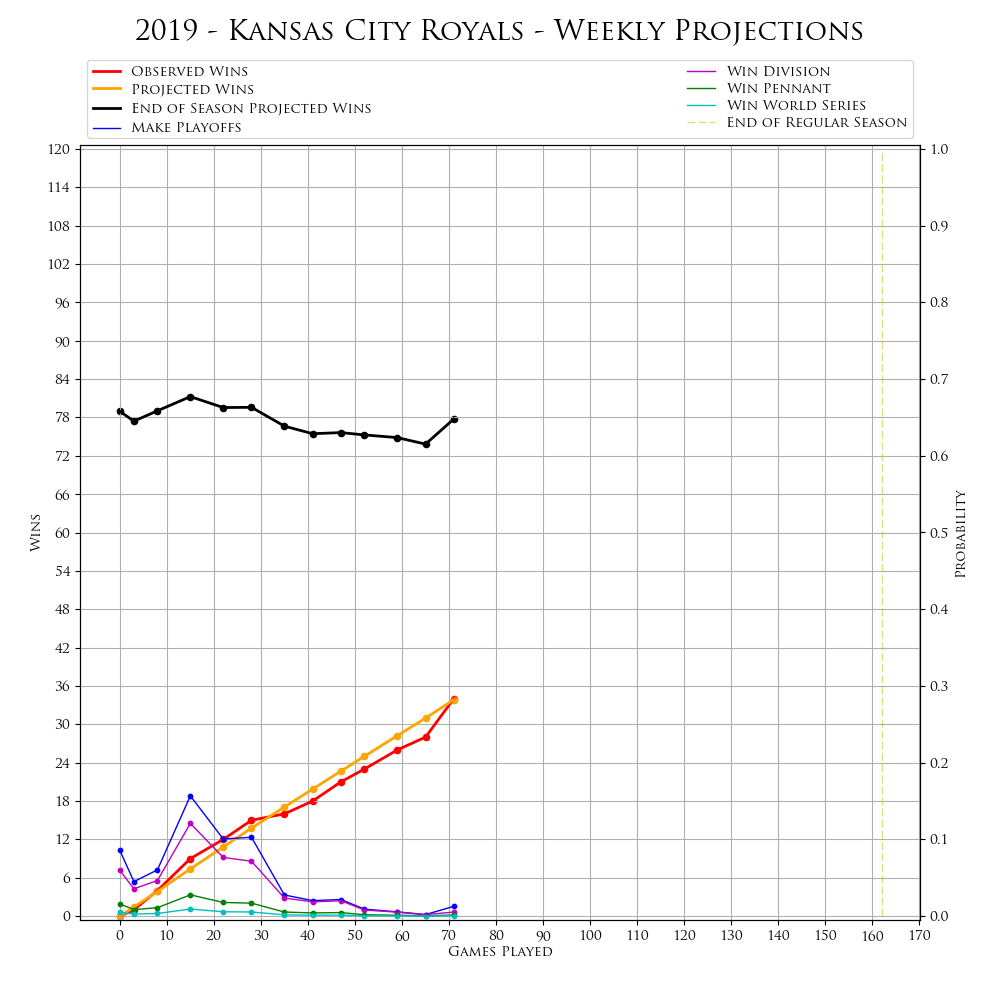 2019 - Kansas City Royals - Weekly Projections
Observed Wins
Projected Wins
End of Season Projected Wins
Make Playoffs
Win Division
Win Pennant
Win World Series
End of Regular Season
120
114
108
102
96
90
84
78
72
66
60
54
48
42
36
30
24
18
12
6
0
Wins
1.0
0.9
0.8
0.7
0.6
0.5
0.4
0.3
0.2
0.1
0.0
Probability
0 10 20 30 40 50 60 70 80 90 100 110 120 130 140 150 160 170
Games Played